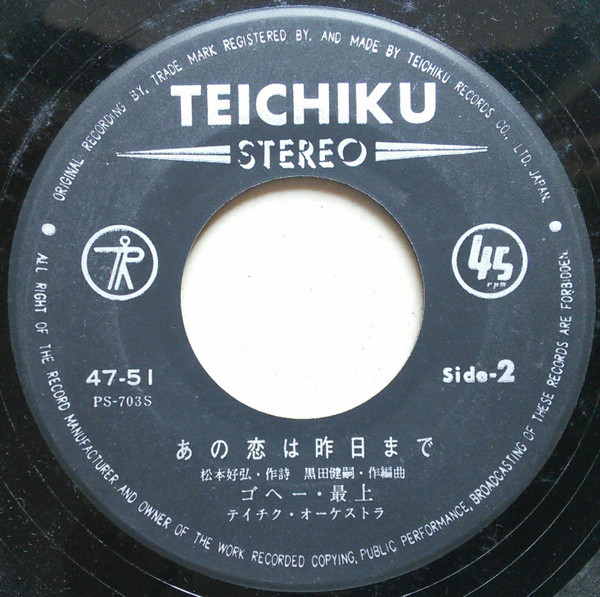 ORIGINAL RECORDING BY, TRADE MARK REGISTERED BY, AND MADE BY TEICHIKU RECORDS CO., LTD. JAPAN.
TEICHIKU
STEREO
45
rpm
47-51
PS-703S
Side-2
あの恋は昨日まで
松本好弘・作詩 黒田健嗣・作編曲
ゴヘー・最上
テイチク・オーケストラ
ALL RIGHT OF THE RECORD MANUFACTURER AND OWNER OF THE WORK RECORDED COPYING, PUBLIC PERFORMANCE, BROADCASTING OF THESE RECORDS ARE FORBIDDEN.